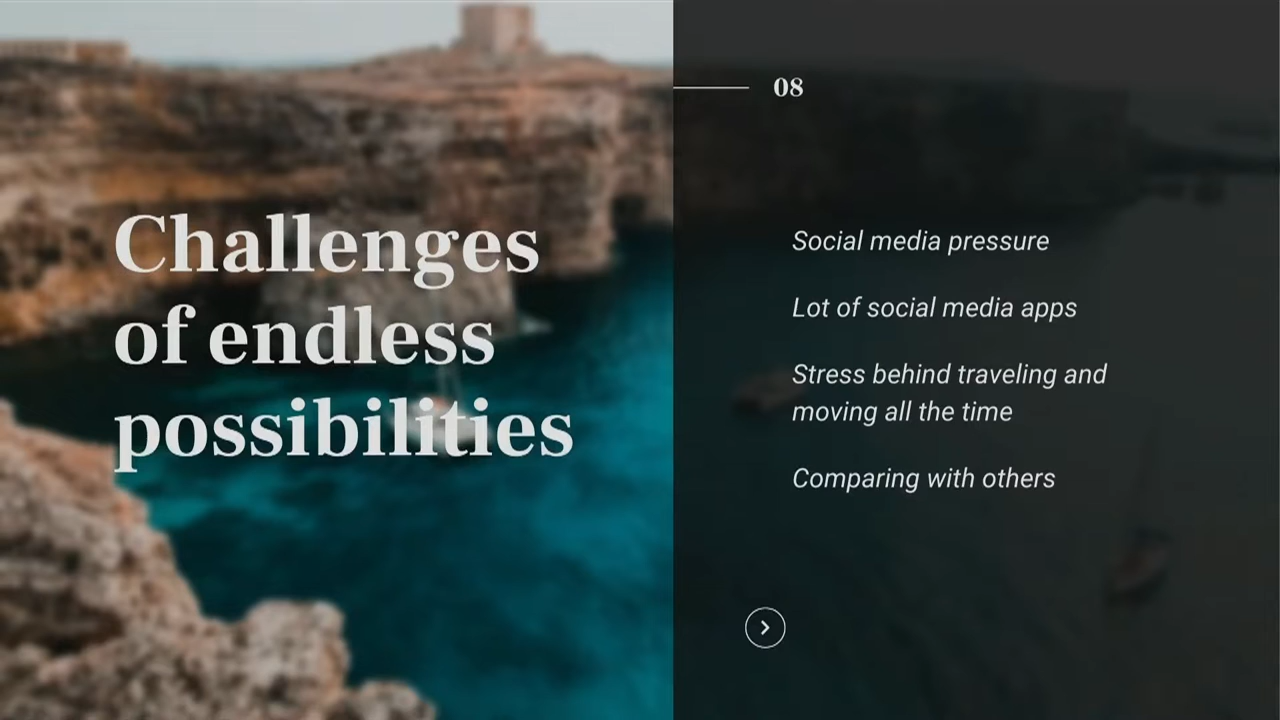 Challenges
of endless
possibilities
08
Social media pressure
Lot of social media apps
Stress behind traveling and
moving all the time
Comparing with others